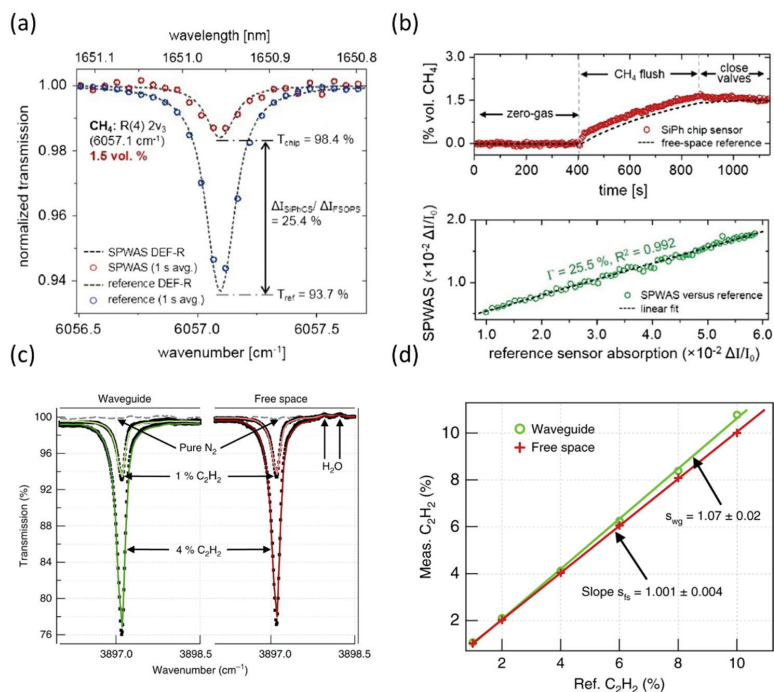 (a)
wavelength [nm]
1651.1
1651.0
1650.9
1650.8
normalized transmission
1.00
0.98
0.96
0.94
CH₄: R(4) 2ν₃
(6057.1 cm⁻¹)
1.5 vol. %
T_chip = 98.4 %
ΔI_SiPhCS/ ΔI_FSOPS
= 25.4 %
SPWAS DEF-R
SPWAS (1 s avg.)
reference DEF-R
reference (1 s avg.)
T_ref = 93.7 %
6056.5
6057.0
6057.5
wavenumber [cm⁻¹]
(b)
[% vol. CH₄]
3.0
1.5
0.0
zero-gas
CH₄ flush
close
valves
SiPh chip sensor
free-space reference
0
200
400
600
800
1000
time [s]
SPWAS (×10⁻² ΔI/I₀)
2.0
1.0
Γ = 25.5 %, R² = 0.992
SPWAS versus reference
linear fit
1.0
2.0
3.0
4.0
5.0
6.0
reference sensor absorption (×10⁻² ΔI/I₀)
(c)
Waveguide
Free space
Transmission (%)
100
96
92
88
84
80
76
Pure N₂
H₂O
1 % C₂H₂
4 % C₂H₂
3897.0
3898.5
3897.0
3898.5
Wavenumber (cm⁻¹)
(d)
Meas. C₂H₂ (%)
10
8
6
4
2
Waveguide
Free space
s_wg = 1.07 ± 0.02
Slope s_fs = 1.001 ± 0.004
2
4
6
8
10
Ref. C₂H₂ (%)